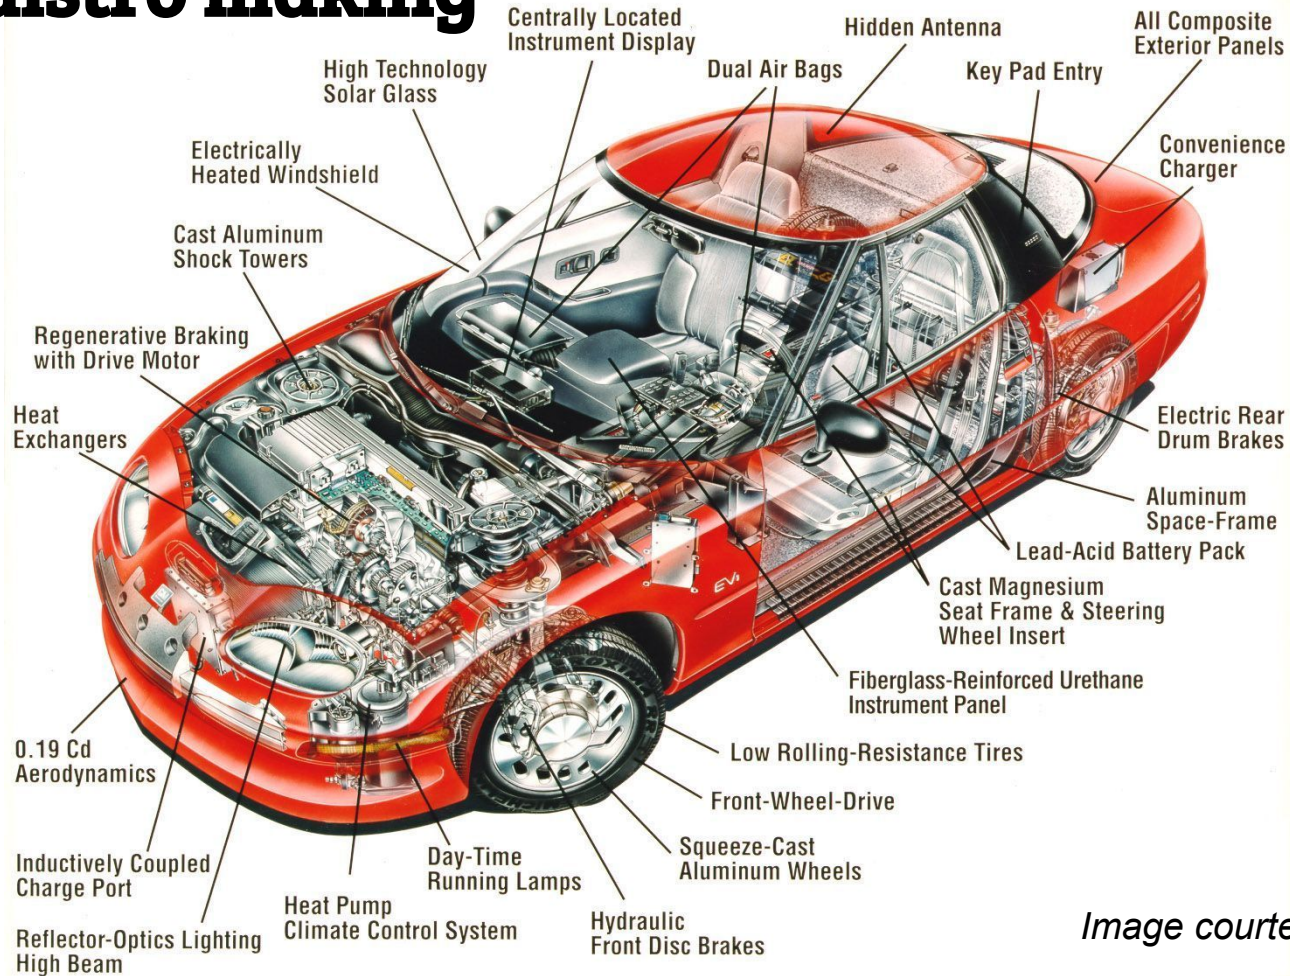 distro making
Centrally Located
Instrument Display
Hidden Antenna
All Composite
Exterior Panels
High Technology
Solar Glass
Dual Air Bags
Key Pad Entry
Electrically
Heated Windshield
Convenience
Charger
Cast Aluminum
Shock Towers
Regenerative Braking
with Drive Motor
Heat
Exchangers
Electric Rear
Drum Brakes
Aluminum
Space-Frame
Lead-Acid Battery Pack
Cast Magnesium
Seat Frame & Steering
Wheel Insert
EV1
Fiberglass-Reinforced Urethane
Instrument Panel
0.19 Cd
Aerodynamics
Low Rolling-Resistance Tires
Front-Wheel-Drive
Squeeze-Cast
Aluminum Wheels
Inductively Coupled
Charge Port
Day-Time
Running Lamps
Heat Pump
Climate Control System
Hydraulic
Front Disc Brakes
Reflector-Optics Lighting
High Beam
Image courte